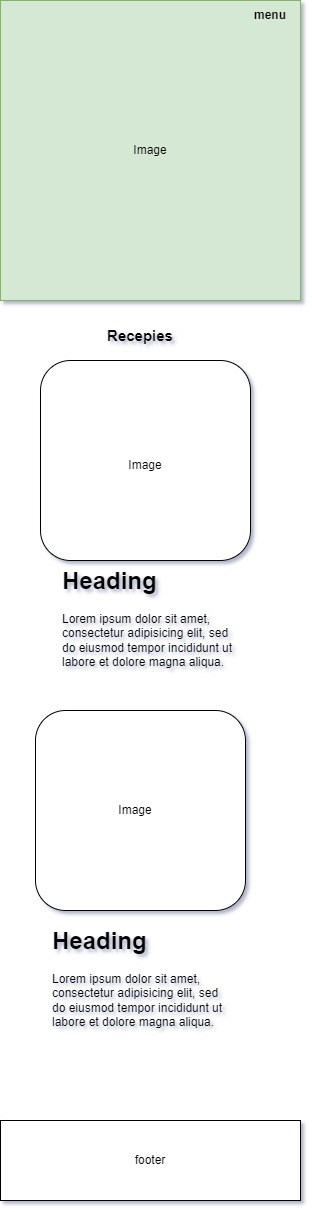 menu
Image
Recepies
Image
Heading
Lorem ipsum dolor sit amet,
consectetur adipisicing elit, sed
do eiusmod tempor incididunt ut
labore et dolore magna aliqua.
Image
Heading
Lorem ipsum dolor sit amet,
consectetur adipisicing elit, sed
do eiusmod tempor incididunt ut
labore et dolore magna aliqua.
footer